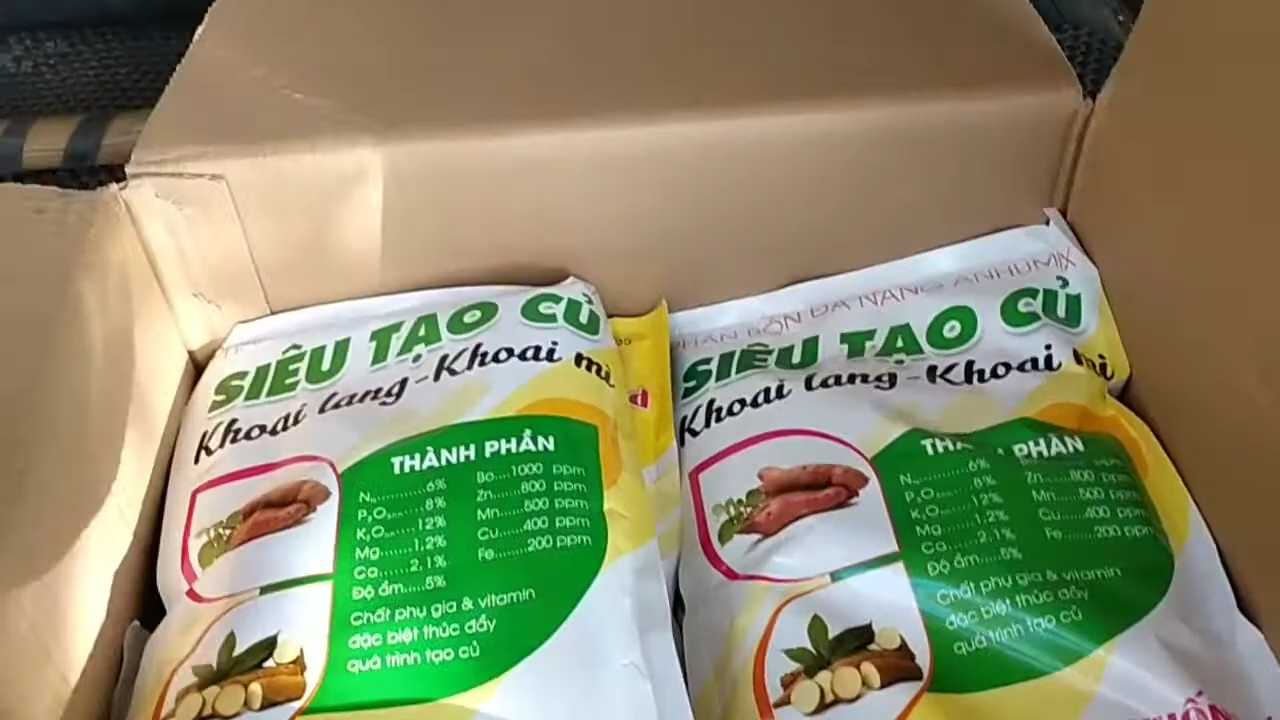 SIÊU TẠO CỦ
Khoai lang-Khoai mì
THÀNH PHẦN
N..........6%
P₂O₅.......8%
K₂O.......12%
Mg.......1,2%
Ca......2,1%
Độ ẩm.....5%
Bo....1000 ppm
Zn.......800 ppm
Mn......500 ppm
Cu......400 ppm
Fe........200 ppm
Chất phụ gia & vitamin
đặc biệt thúc đẩy
quá trình tạo củ
PHÂN BÓN ĐA NĂNG ANHUMIX
SIÊU TẠO CỦ
Khoai lang-Khoai mì
PHẦN
N..........6%
P₂O₅.......8%
K₂O.......12%
Mg.......1,2%
Ca......2,1%
Độ ẩm.....5%
Zn.......800 ppm
Mn......500 ppm
Cu......400 ppm
Fe........200 ppm
Chất phụ gia & vitamin
đặc biệt thúc đẩy
quá trình tạo củ